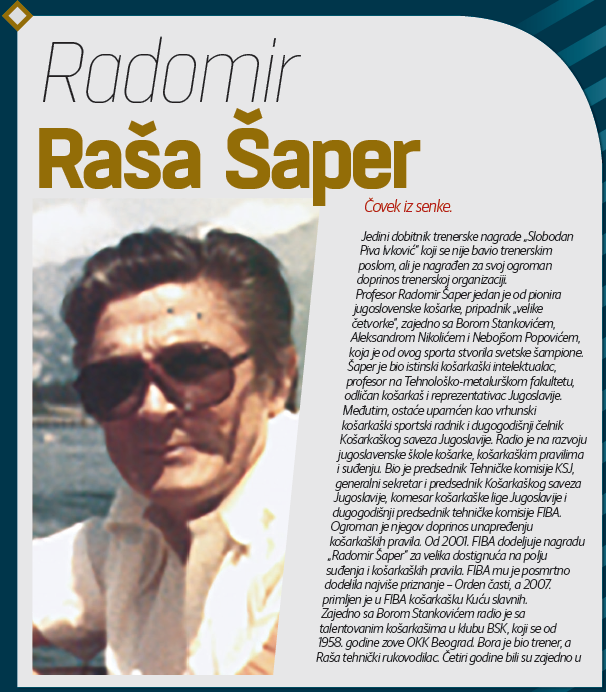 Radomir
Raša Šaper
Čovek iz senke.
Jedini dobitnik trenerske nagrade „Slobodan
Piva Ivković" koji se nije bavio trenerskim
poslom, ali je nagrađen za svoj ogroman
doprinos trenerskoj organizaciji.
Profesor Radomir Šaper jedan je od pionira
jugoslovenske košarke, pripadnik „velike
četvorke", zajedno sa Borom Stankovićem,
Aleksandrom Nikolićem i Nebojšom Popovićem,
koja je od ovog sporta stvorila svetske šampione.
Šaper je bio istinski košarkaški intelektualac,
profesor na Tehnološko-metalurškom fakultetu,
odličan košarkaš i reprezentativac Jugoslavije.
Međutim, ostaće upamćen kao vrhunski
košarkaški sportski radnik i dugogodišnji čelnik
Košarkaškog saveza Jugoslavije. Radio je na razvoju
jugoslavenske škole košarke, košarkaškim pravilima
i suđenju. Bio je predsednik Tehničke komisije KSJ,
generalni sekretar i predsednik Košarkaškog saveza
Jugoslavije, komesar košarkaške lige Jugoslavije i
dugogodišnji predsednik tehničke komisije FIBA.
Ogroman je njegov doprinos unapređenju
košarkaških pravila. Od 2001. FIBA dodeljuje nagradu
„Radomir Šaper" za velika dostignuća na polju
suđenja i košarkaških pravila. FIBA mu je posmrtno
dodelila najviše priznanje – Orden časti, a 2007.
primljen je u FIBA košarkašku Kuću slavnih.
Zajedno sa Borom Stankovićem radio je sa
talentovanim košarkašima u klubu BSK, koji se od
1958. godine zove OKK Beograd. Bora je bio trener, a
Raša tehnički rukovodilac. Četiri godine bili su zajedno u